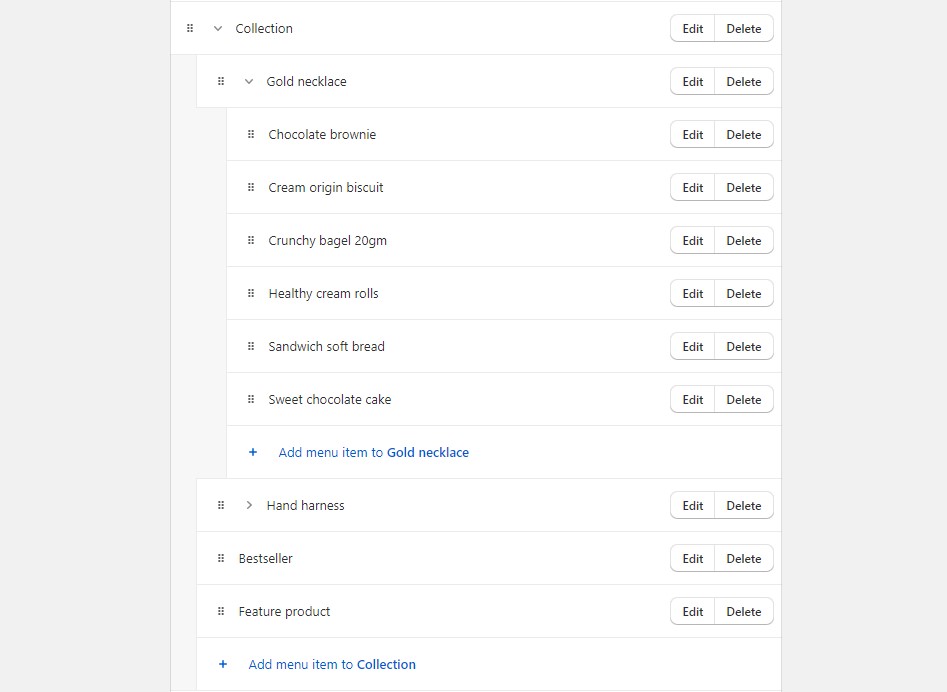 Collection Edit Delete
Gold necklace Edit Delete
Chocolate brownie Edit Delete
Cream origin biscuit Edit Delete
Crunchy bagel 20gm Edit Delete
Healthy cream rolls Edit Delete
Sandwich soft bread Edit Delete
Sweet chocolate cake Edit Delete
+ Add menu item to Gold necklace
Hand harness Edit Delete
Bestseller Edit Delete
Feature product Edit Delete
+ Add menu item to Collection